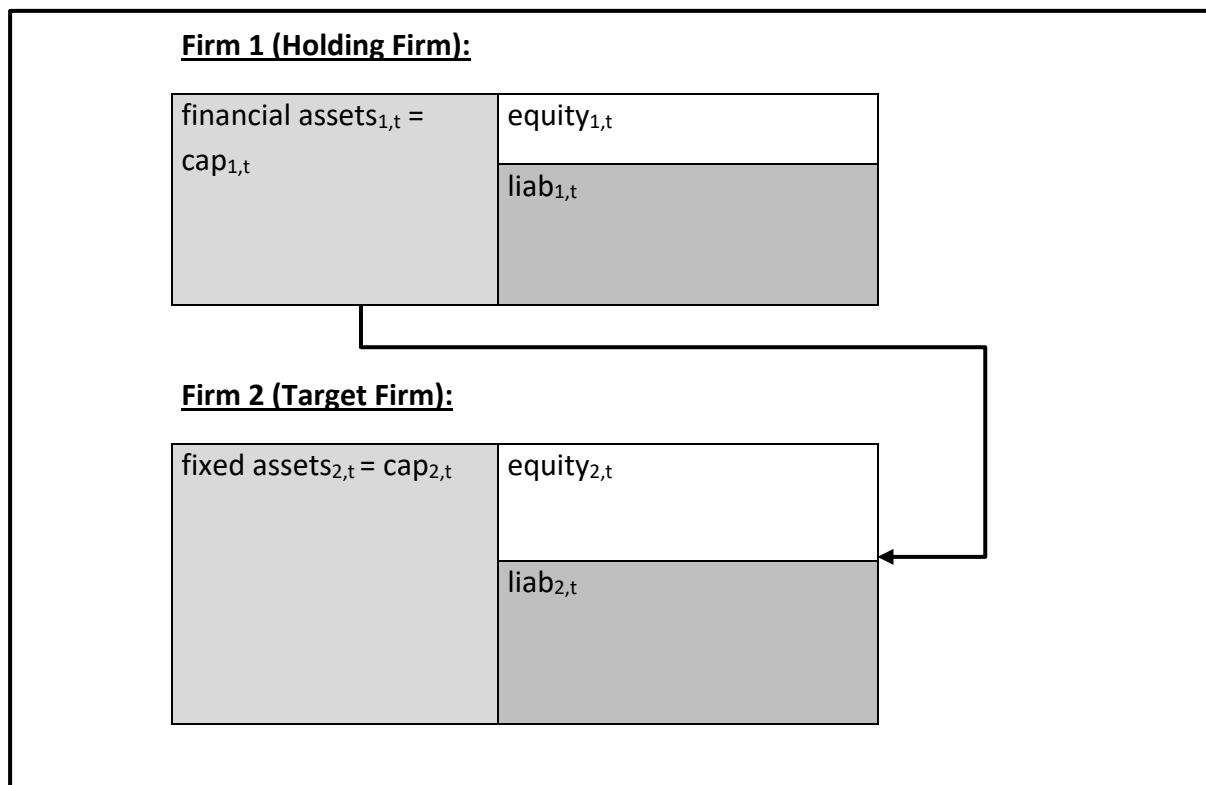 Firm 1 (Holding Firm):
financial assets1,t =
cap1,t
equity1,t
liab1,t
Firm 2 (Target Firm):
fixed assets2,t = cap2,t
equity2,t
liab2,t